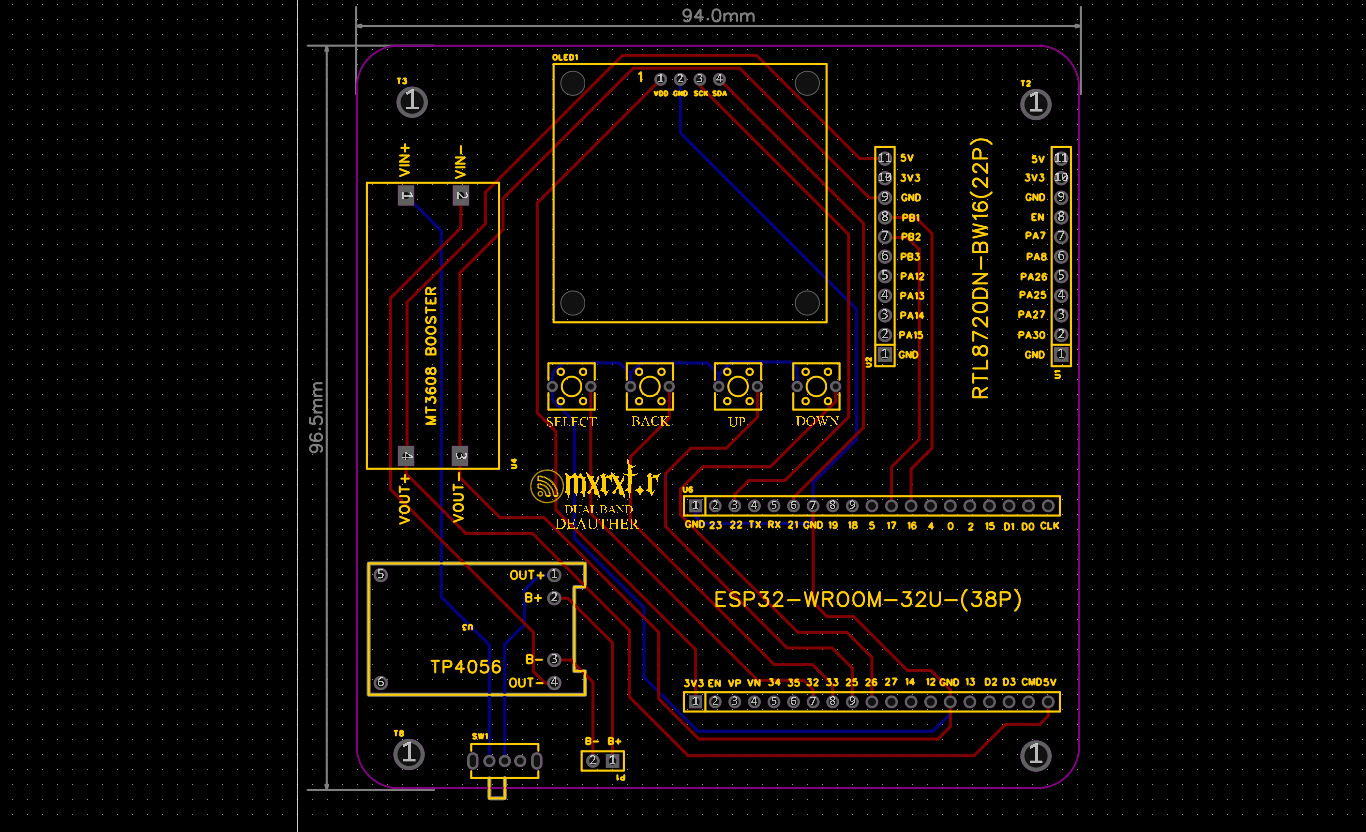 94.0mm
96.5mm
OLED1
1
1 2 3 4
VDD GND SCK SDA
T3
1
T2
1
VIN+
VIN-
1
2
MT3608 BOOSTER
4
3
VOUT+
VOUT-
U4
11 5V
10 3V3
9 GND
8 PB1
7 PB2
6 PB3
5 PA12
4 PA13
3 PA14
2 PA15
1 GND
U2
RTL8720DN-BW16(22P)
5V 11
3V3 10
GND 9
EN 8
PA7 7
PA8 6
PA26 5
PA25 4
PA27 3
PA30 2
GND 1
SELECT
BACK
UP
DOWN
mxrxt.r
DUAL BAND
DEAUTHER
U6
1 2 3 4 5 6 7 8 9
GND 23 22 TX RX 21 GND 19 18 5 17 16 4 0 2 15 D1 D0 CLK
ESP32-WROOM-32U-(38P)
3V3 EN VP VN 34 35 32 33 25 26 27 14 12 GND 13 D2 D3 CMD 5V
1 2 3 4 5 6 7 8 9
5
OUT+ 1
B+ 2
U3
TP4056
B- 3
OUT- 4
6
T8
1
SW1
B- B+
2 1
P1
1